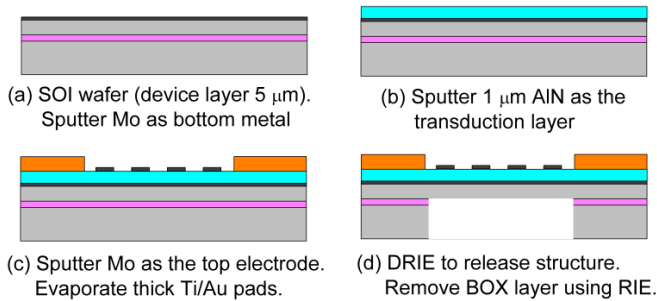 (a) SOI wafer (device layer 5 μm).
Sputter Mo as bottom metal
(b) Sputter 1 μm AlN as the
transduction layer
(c) Sputter Mo as the top electrode.
Evaporate thick Ti/Au pads.
(d) DRIE to release structure.
Remove BOX layer using RIE.